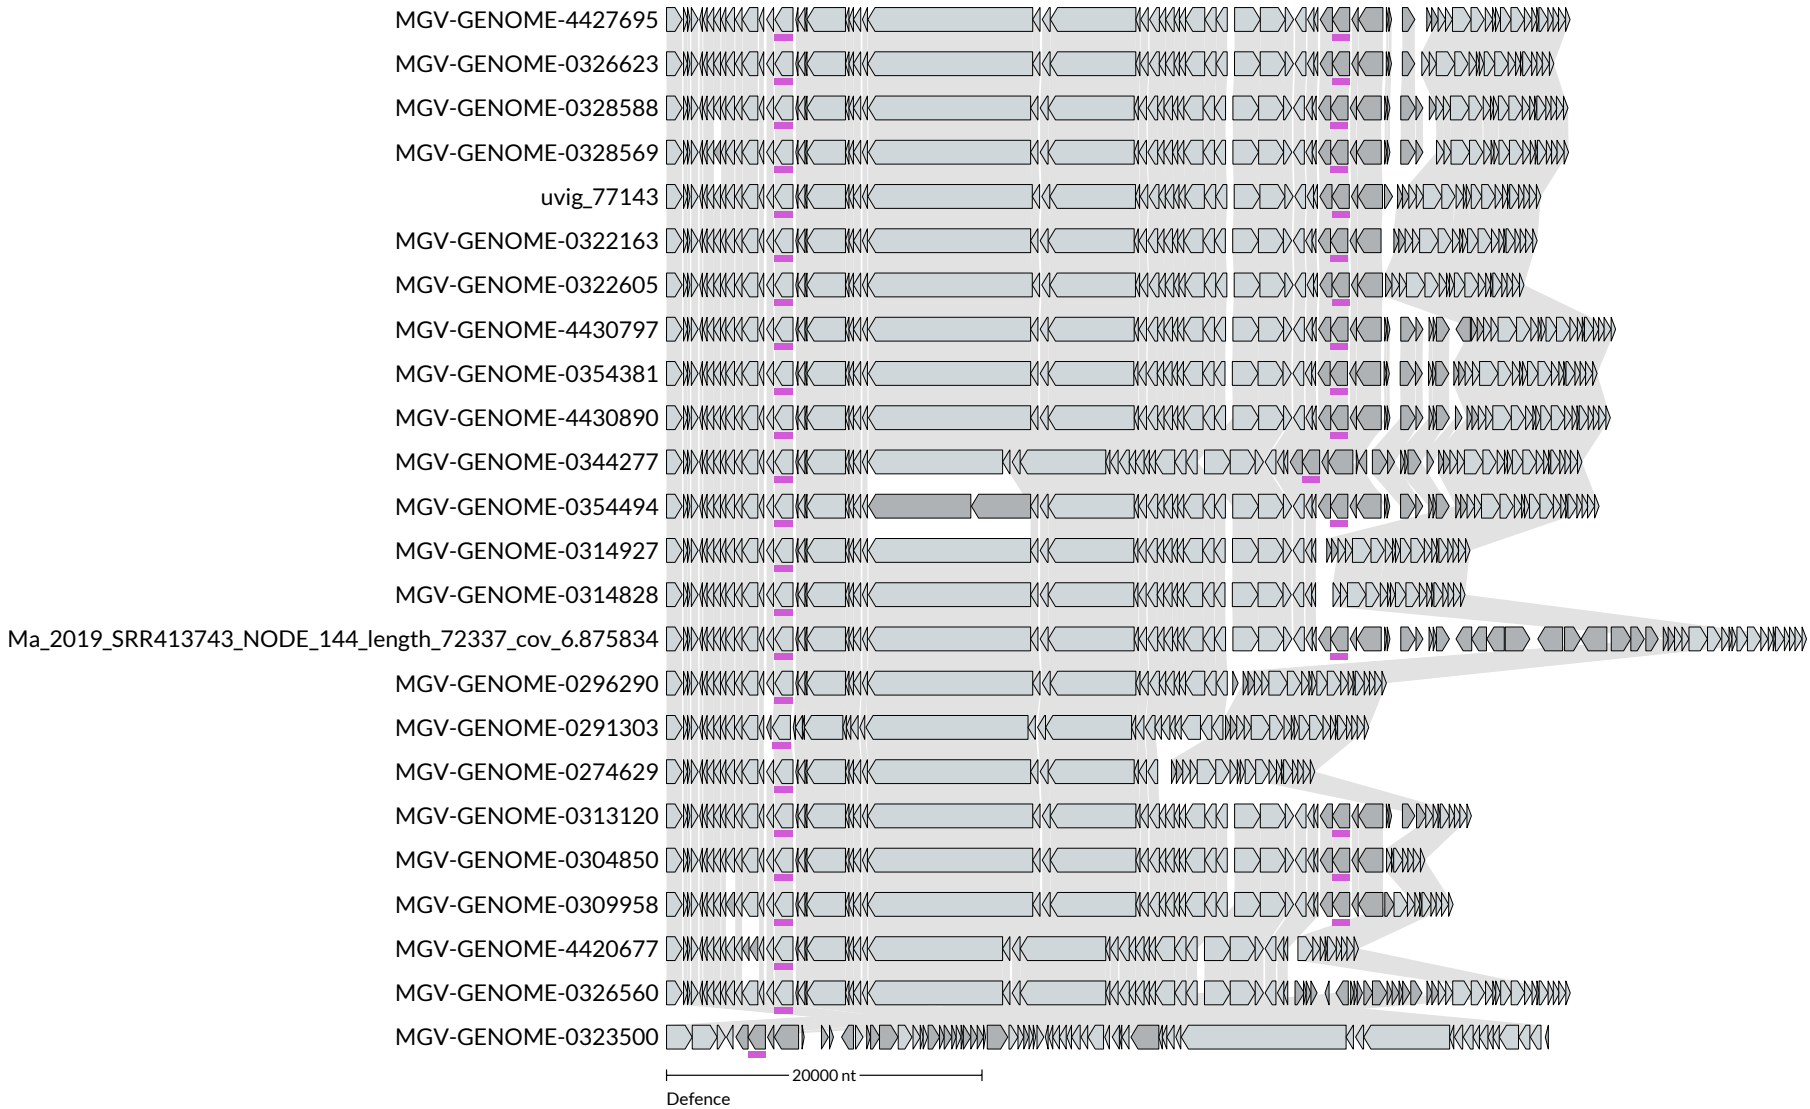 MGV-GENOME-4427695
MGV-GENOME-0326623
MGV-GENOME-0328588
MGV-GENOME-0328569
uvig_77143
MGV-GENOME-0322163
MGV-GENOME-0322605
MGV-GENOME-4430797
MGV-GENOME-0354381
MGV-GENOME-4430890
MGV-GENOME-0344277
MGV-GENOME-0354494
MGV-GENOME-0314927
MGV-GENOME-0314828
Ma_2019_SRR413743_NODE_144_length_72337_cov_6.875834
MGV-GENOME-0296290
MGV-GENOME-0291303
MGV-GENOME-0274629
MGV-GENOME-0313120
MGV-GENOME-0304850
MGV-GENOME-0309958
MGV-GENOME-4420677
MGV-GENOME-0326560
MGV-GENOME-0323500
20000 nt
Defence